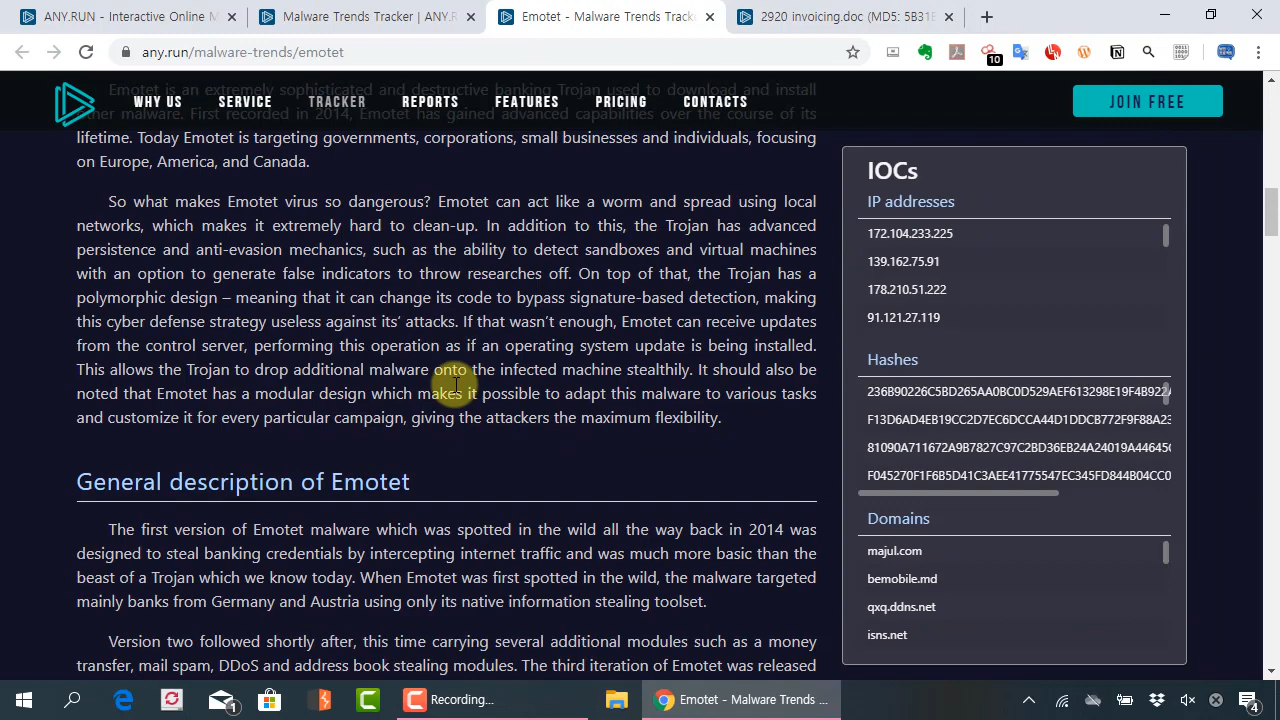 ANY.RUN - Interactive Online M
Malware Trends Tracker | ANY.R
Emotet - Malware Trends Tracke
2920 invoicing.doc (MD5: 5B31E
any.run/malware-trends/emotet
10
WHY US
SERVICE
TRACKER
REPORTS
FEATURES
PRICING
CONTACTS
JOIN FREE
Emotet is an extremely sophisticated and destructive banking Trojan used to download and install
other malware. First recorded in 2014, Emotet has gained advanced capabilities over the course of its
lifetime. Today Emotet is targeting governments, corporations, small businesses and individuals, focusing
on Europe, America, and Canada.
So what makes Emotet virus so dangerous? Emotet can act like a worm and spread using local
networks, which makes it extremely hard to clean-up. In addition to this, the Trojan has advanced
persistence and anti-evasion mechanics, such as the ability to detect sandboxes and virtual machines
with an option to generate false indicators to throw researches off. On top of that, the Trojan has a
polymorphic design – meaning that it can change its code to bypass signature-based detection, making
this cyber defense strategy useless against its‘ attacks. If that wasn’t enough, Emotet can receive updates
from the control server, performing this operation as if an operating system update is being installed.
This allows the Trojan to drop additional malware onto the infected machine stealthily. It should also be
noted that Emotet has a modular design which makes it possible to adapt this malware to various tasks
and customize it for every particular campaign, giving the attackers the maximum flexibility.
General description of Emotet
The first version of Emotet malware which was spotted in the wild all the way back in 2014 was
designed to steal banking credentials by intercepting internet traffic and was much more basic than the
beast of a Trojan which we know today. When Emotet was first spotted in the wild, the malware targeted
mainly banks from Germany and Austria using only its native information stealing toolset.
Version two followed shortly after, this time carrying several additional modules such as a money
transfer, mail spam, DDoS and address book stealing modules. The third iteration of Emotet was released
IOCs
IP addresses
172.104.233.225
139.162.75.91
178.210.51.222
91.121.27.119
Hashes
236B90226C5BD265AA0BC0D529AEF613298E19F4B922A
F13D6AD4EB19CC2D7EC6DCCA44D1DDCB772F9F88A23
81090A711672A9B7827C97C2BD36EB24A24019A44645C
F045270F1F6B5D41C3AEE41775547EC345FD844B04CC0
Domains
majul.com
bemobile.md
qxq.ddns.net
isns.net
1
Recording...
Emotet - Malware Trends ...
4